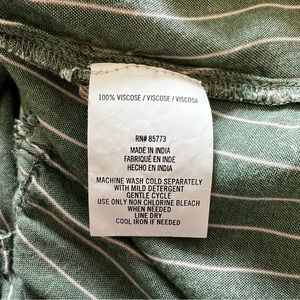 100% VISCOSE / VISCOSE / VISCOSA
RN# 85773
MADE IN INDIA
FABRIQUÉ EN INDE
HECHO EN INDIA
MACHINE WASH COLD SEPARATELY
WITH MILD DETERGENT
GENTLE CYCLE
USE ONLY NON CHLORINE BLEACH
WHEN NEEDED
LINE DRY
COOL IRON IF NEEDED